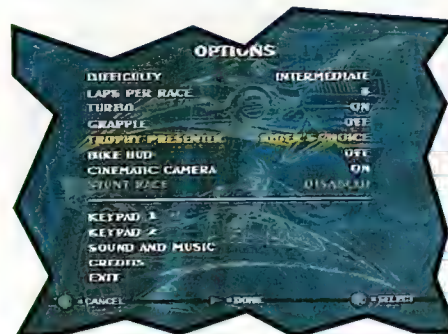 OPTIONS
DIFFICULTY INTERMEDIATE
LAPS PER RACE
TURBO ON
GRAPPLE OFF
TROPHY PRESENTER RIDER'S CHOICE
BIKE HUD OFF
CINEMATIC CAMERA ON
STUNT RACE DISABLED
KEYPAD 1
KEYPAD 2
SOUND AND MUSIC
CREDITS
EXIT
=CANCEL =DONE =SELECT